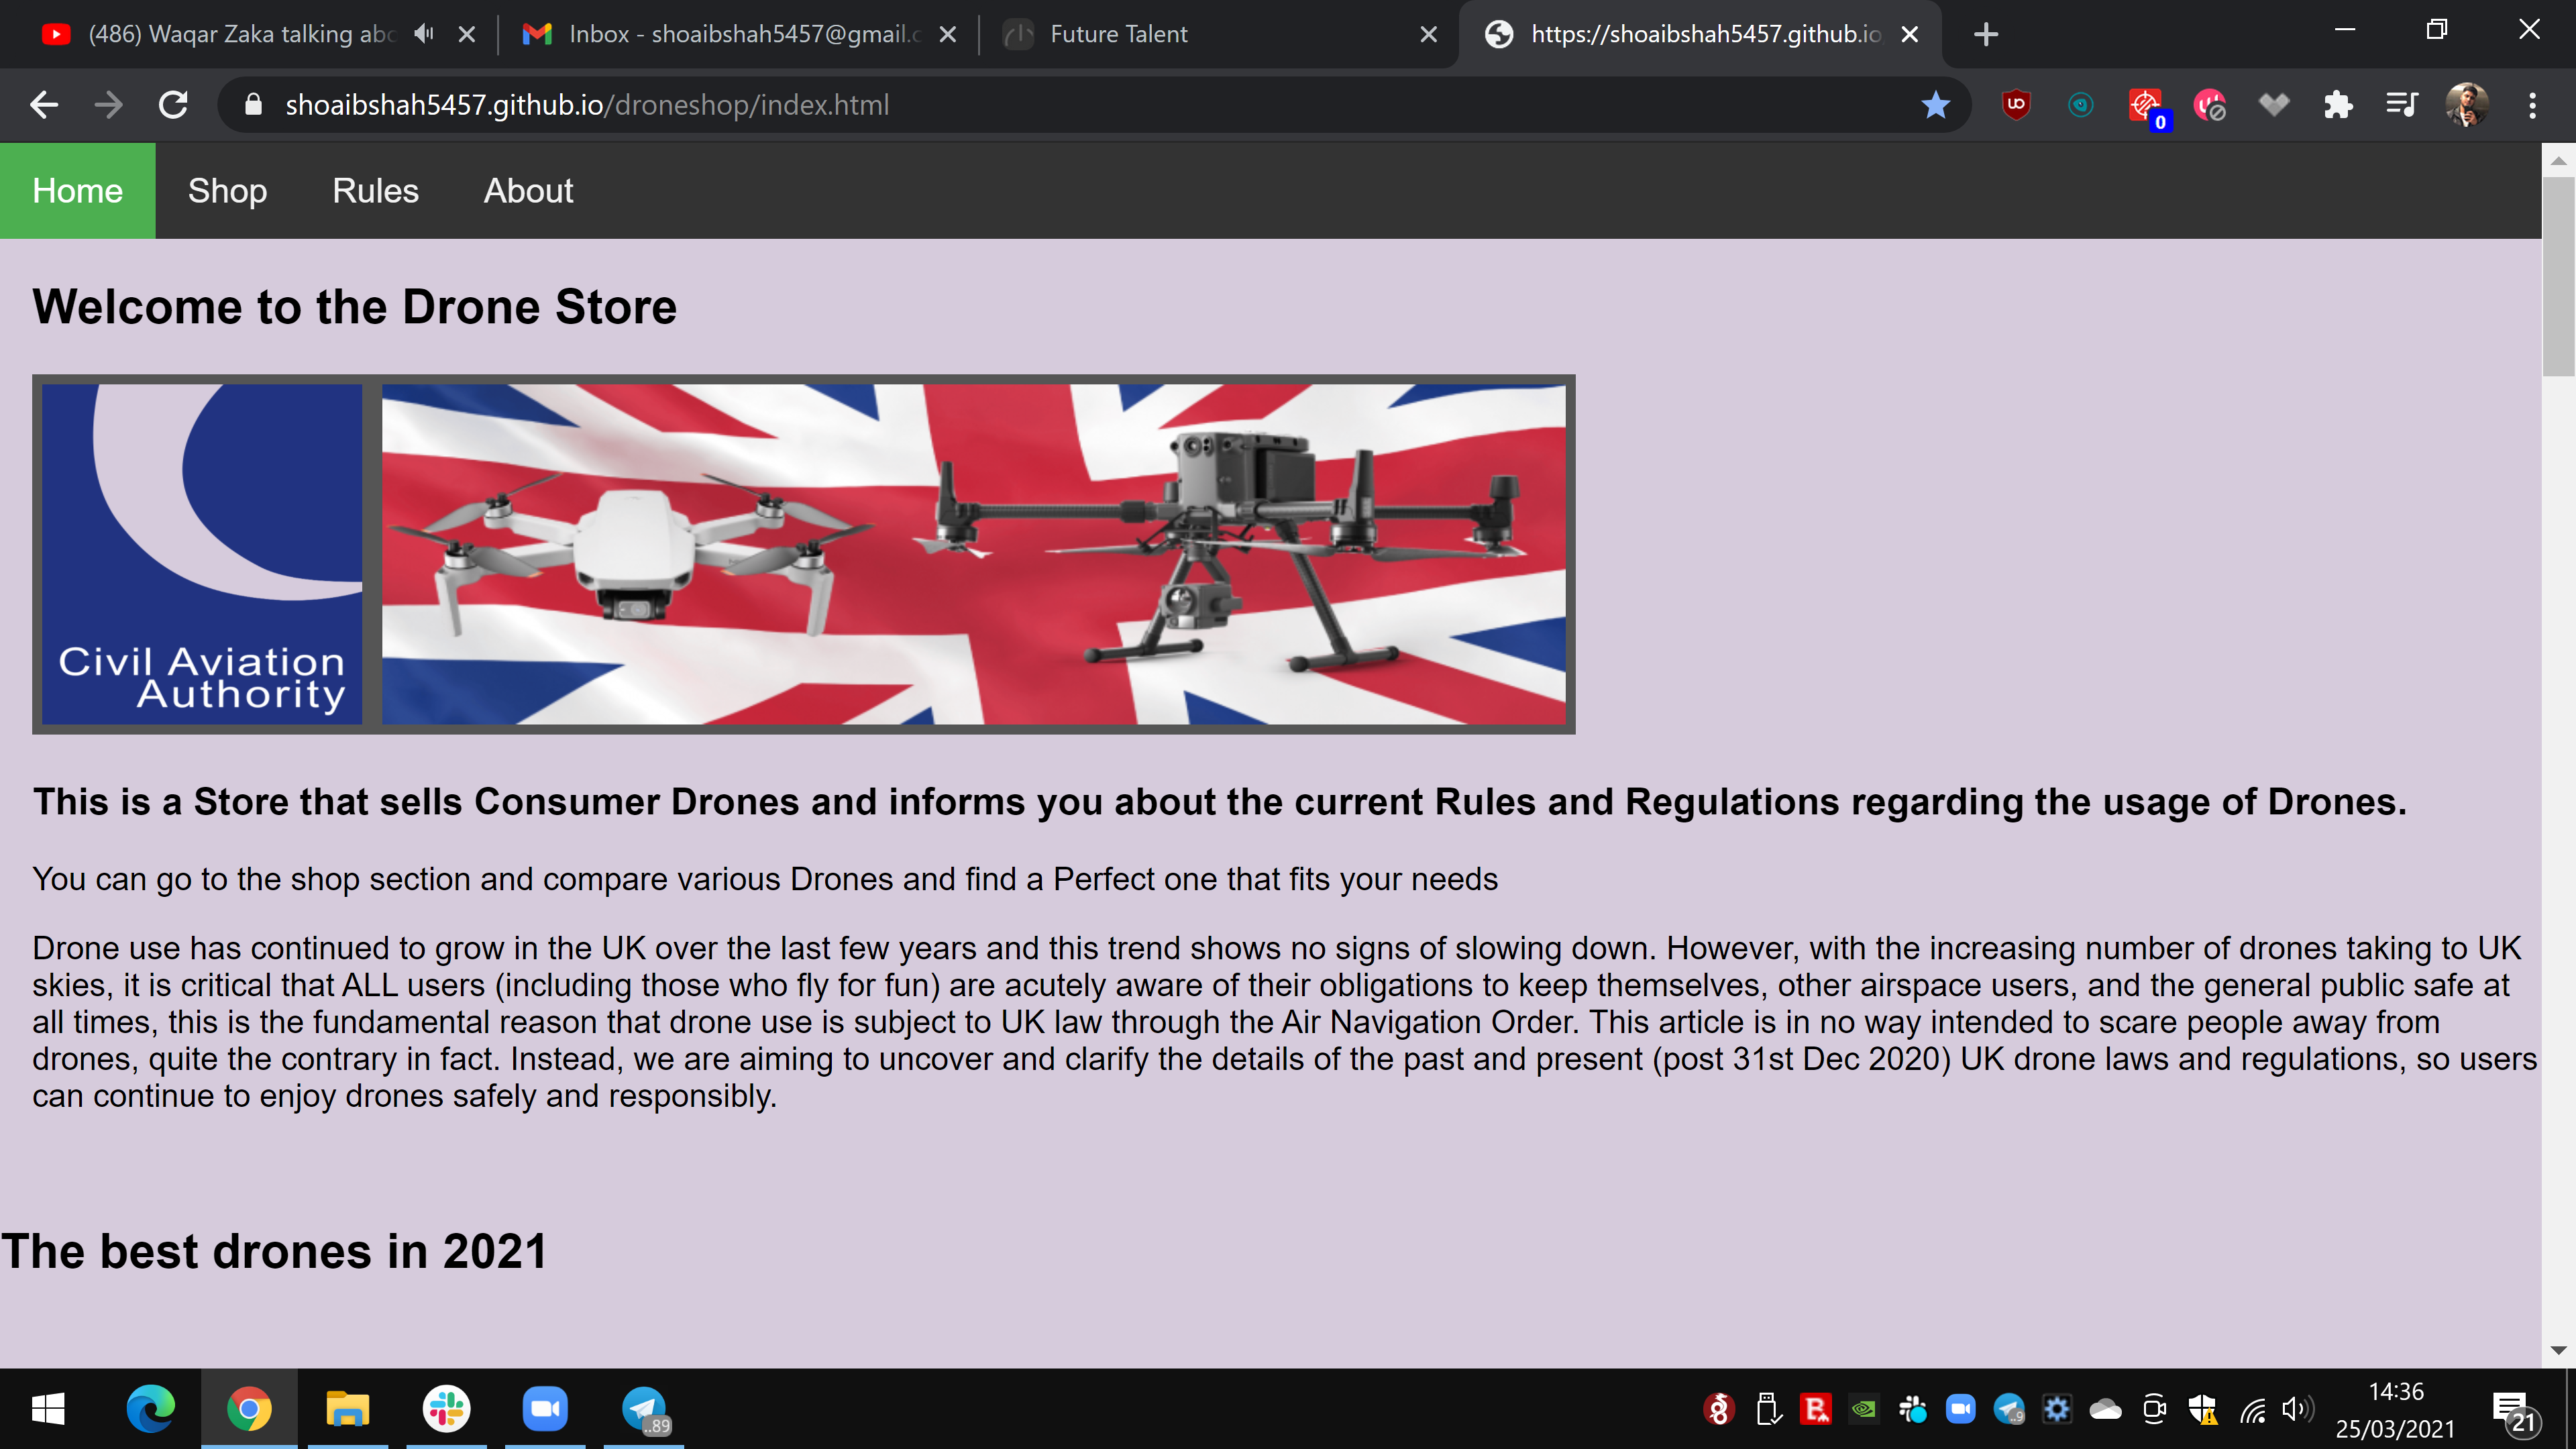 (486) Waqar Zaka talking abo
Inbox - shoaibshah5457@gmail.c
Future Talent
https://shoaibshah5457.github.io
shoaibshah5457.github.io/droneshop/index.html
0
Home Shop Rules About
Welcome to the Drone Store
Civil Aviation
Authority
This is a Store that sells Consumer Drones and informs you about the current Rules and Regulations regarding the usage of Drones.
You can go to the shop section and compare various Drones and find a Perfect one that fits your needs
Drone use has continued to grow in the UK over the last few years and this trend shows no signs of slowing down. However, with the increasing number of drones taking to UK
skies, it is critical that ALL users (including those who fly for fun) are acutely aware of their obligations to keep themselves, other airspace users, and the general public safe at
all times, this is the fundamental reason that drone use is subject to UK law through the Air Navigation Order. This article is in no way intended to scare people away from
drones, quite the contrary in fact. Instead, we are aiming to uncover and clarify the details of the past and present (post 31st Dec 2020) UK drone laws and regulations, so users
can continue to enjoy drones safely and responsibly.
The best drones in 2021
..89
..9
14:36
25/03/2021
21